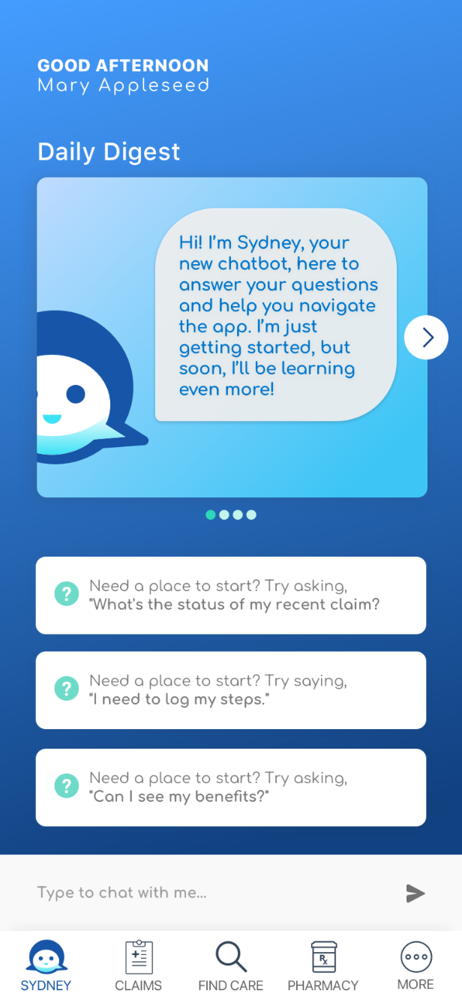 GOOD AFTERNOON
Mary Appleseed
Daily Digest
Hi! I’m Sydney, your
new chatbot, here to
answer your questions
and help you navigate
the app. I’m just
getting started, but
soon, I’ll be learning
even more!
? Need a place to start? Try asking,
"What's the status of my recent claim?
? Need a place to start? Try saying,
"I need to log my steps."
? Need a place to start? Try asking,
"Can I see my benefits?"
Type to chat with me...
Rx
SYDNEY CLAIMS FIND CARE PHARMACY MORE